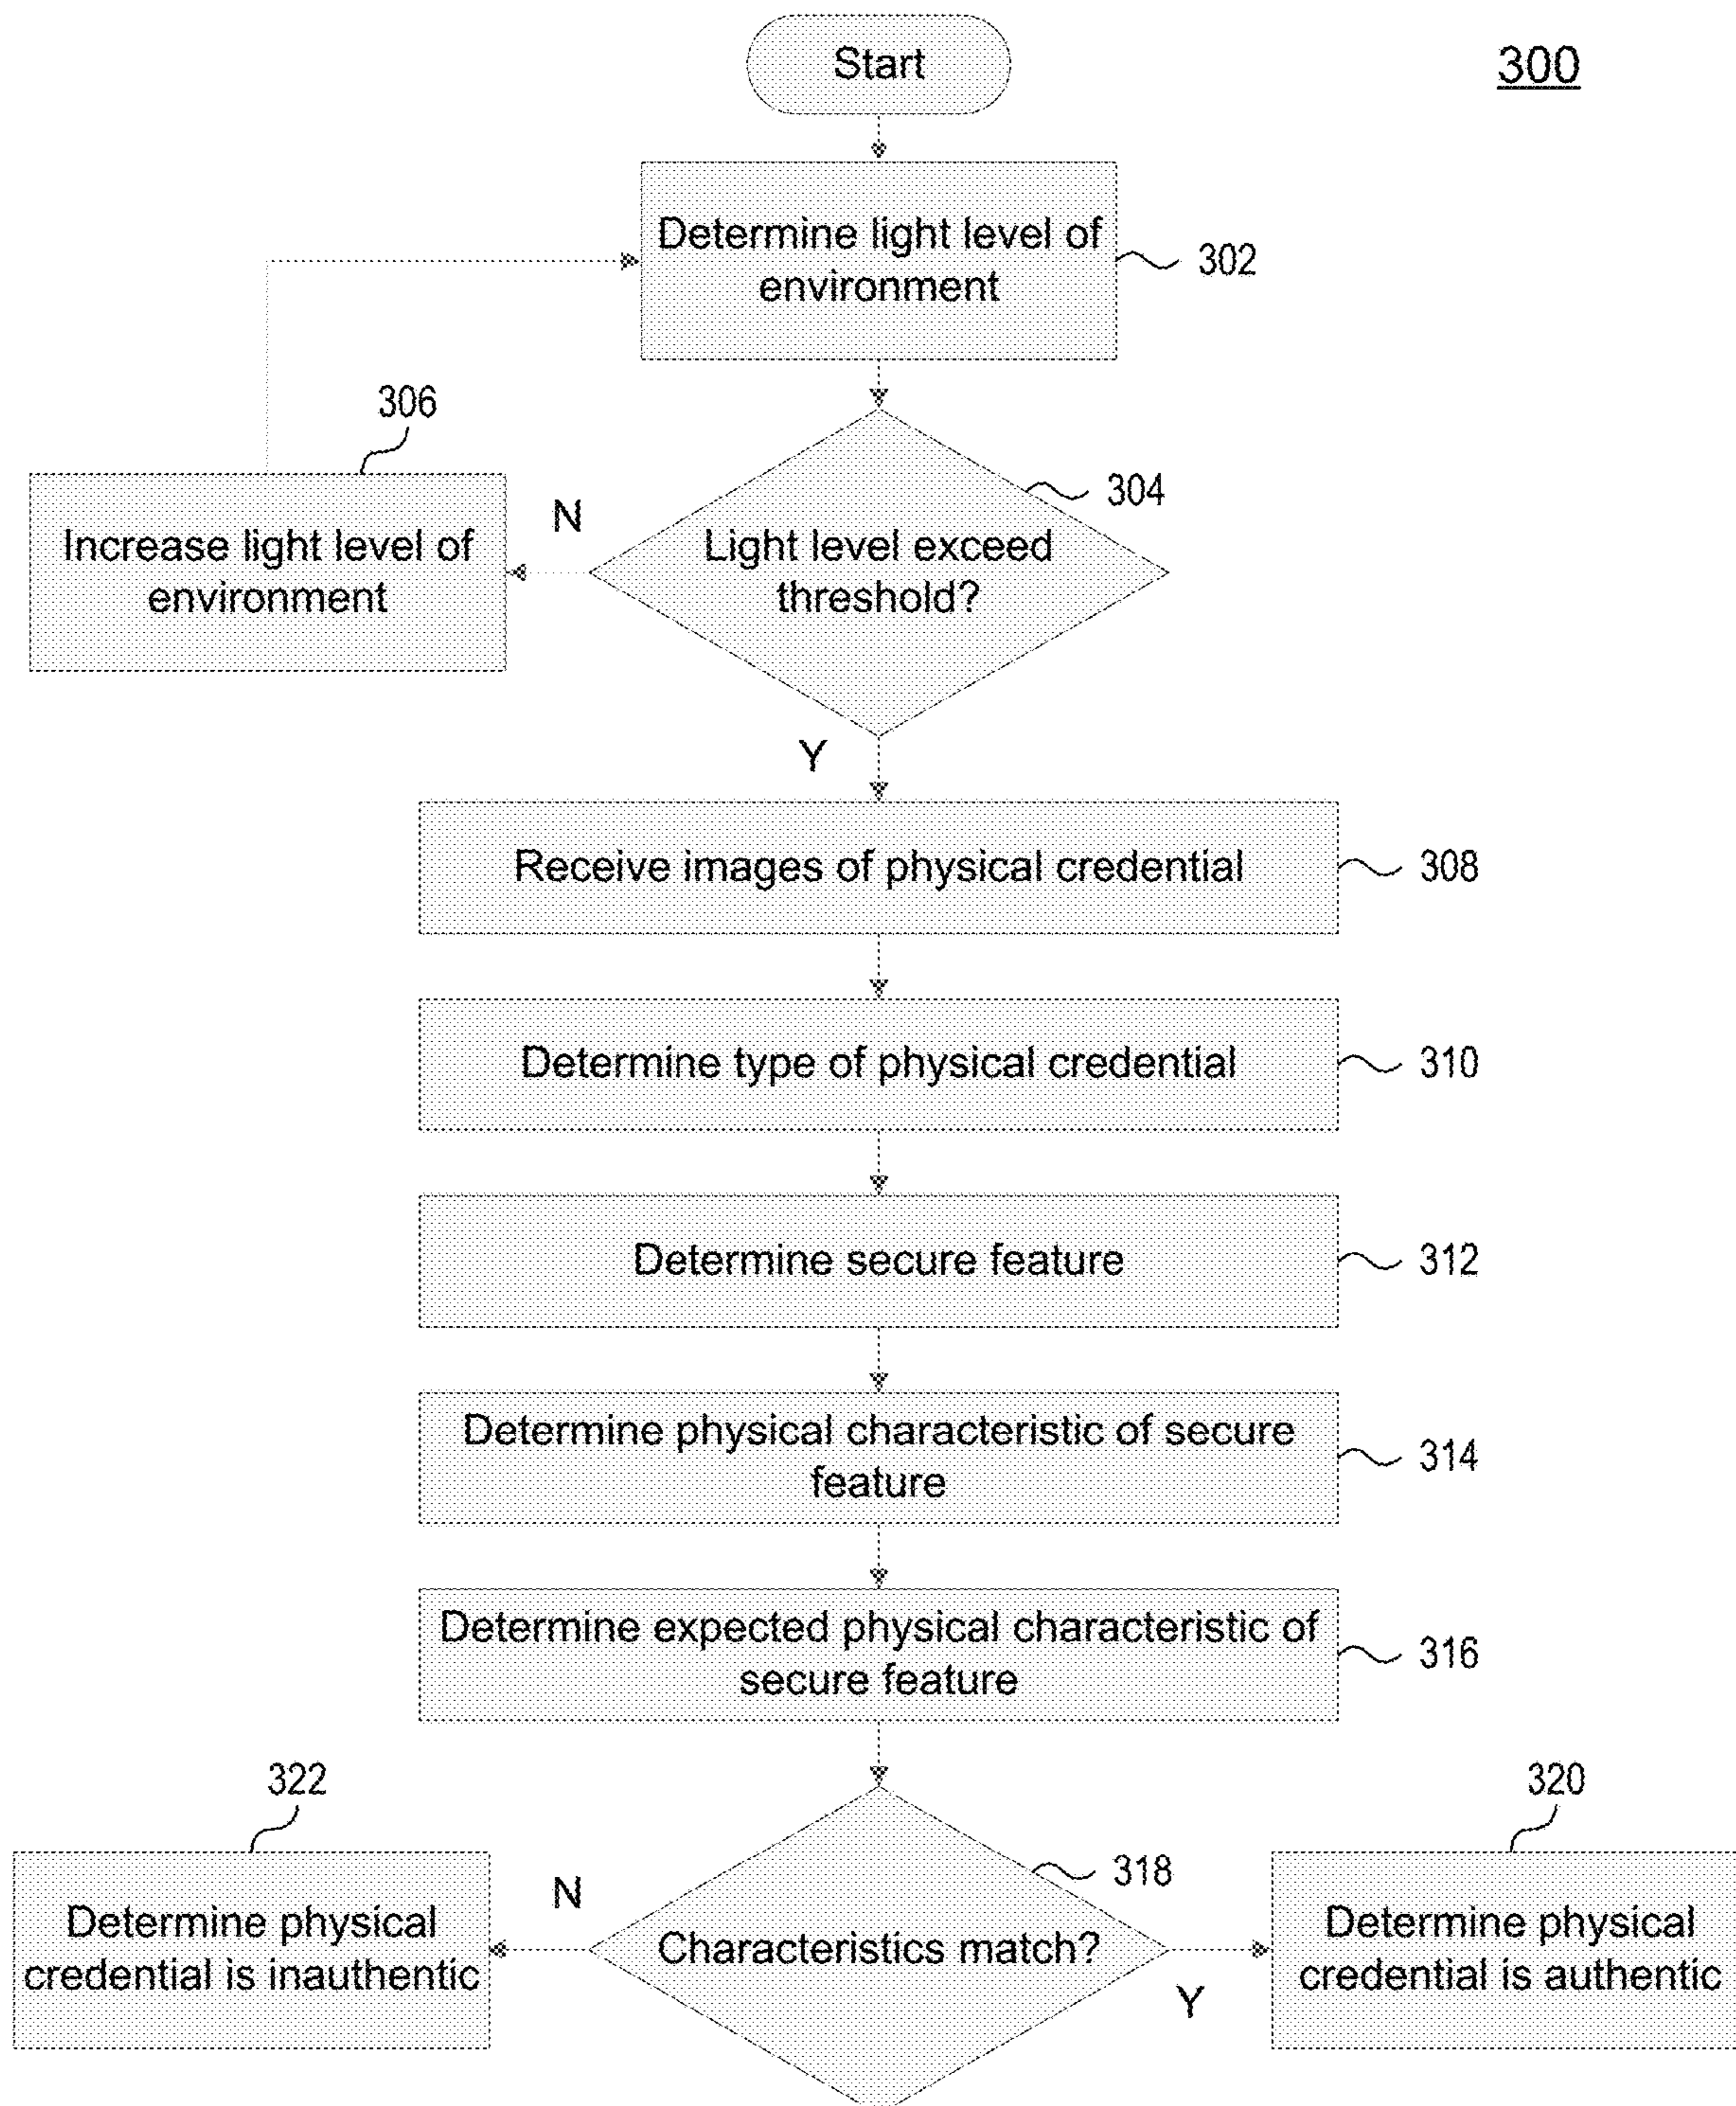 Start
300
Determine light level of
environment
302
306
304
Increase light level of
environment
N
Light level exceed
threshold?
Y
Receive images of physical credential
308
Determine type of physical credential
310
Determine secure feature
312
Determine physical characteristic of secure
feature
314
Determine expected physical characteristic of
secure feature
316
322
320
318
Determine physical
credential is inauthentic
N
Characteristics match?
Y
Determine physical
credential is authentic